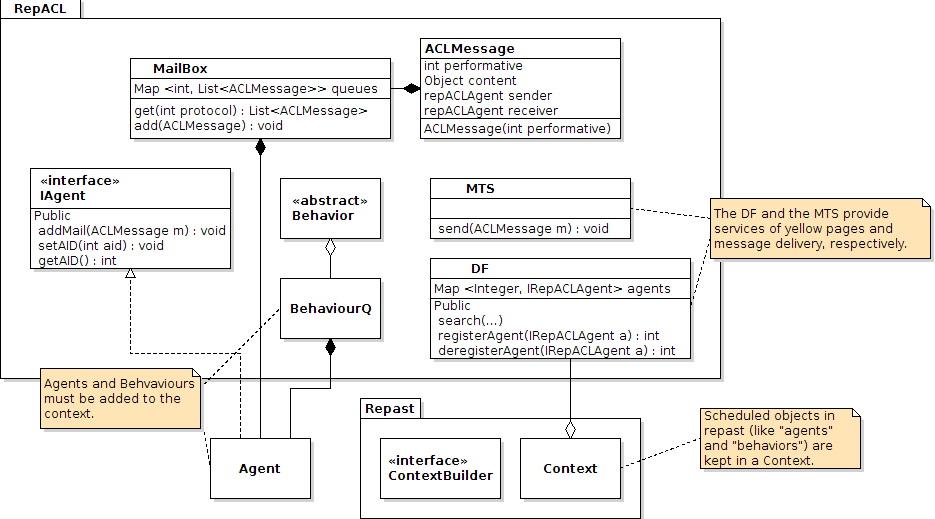 RepACL
MailBox
Map <int, List<ACLMessage>> queues
get(int protocol) : List<ACLMessage>
add(ACLMessage) : void
ACLMessage
int performative
Object content
repACLAgent sender
repACLAgent receiver
ACLMessage(int performative)
«interface»
IAgent
Public
addMail(ACLMessage m) : void
setAID(int aid) : void
getAID() : int
«abstract»
Behavior
MTS
send(ACLMessage m) : void
The DF and the MTS provide
services of yellow pages and
message delivery, respectively.
BehaviourQ
DF
Map <Integer, IRepACLAgent> agents
Public
search(...)
registerAgent(IRepACLAgent a) : int
deregisterAgent(IRepACLAgent a) : int
Agents and Behvaviours
must be added to the
context.
Agent
Repast
«interface»
ContextBuilder
Context
Scheduled objects in
repast (like "agents"
and "behaviors") are
kept in a Context.